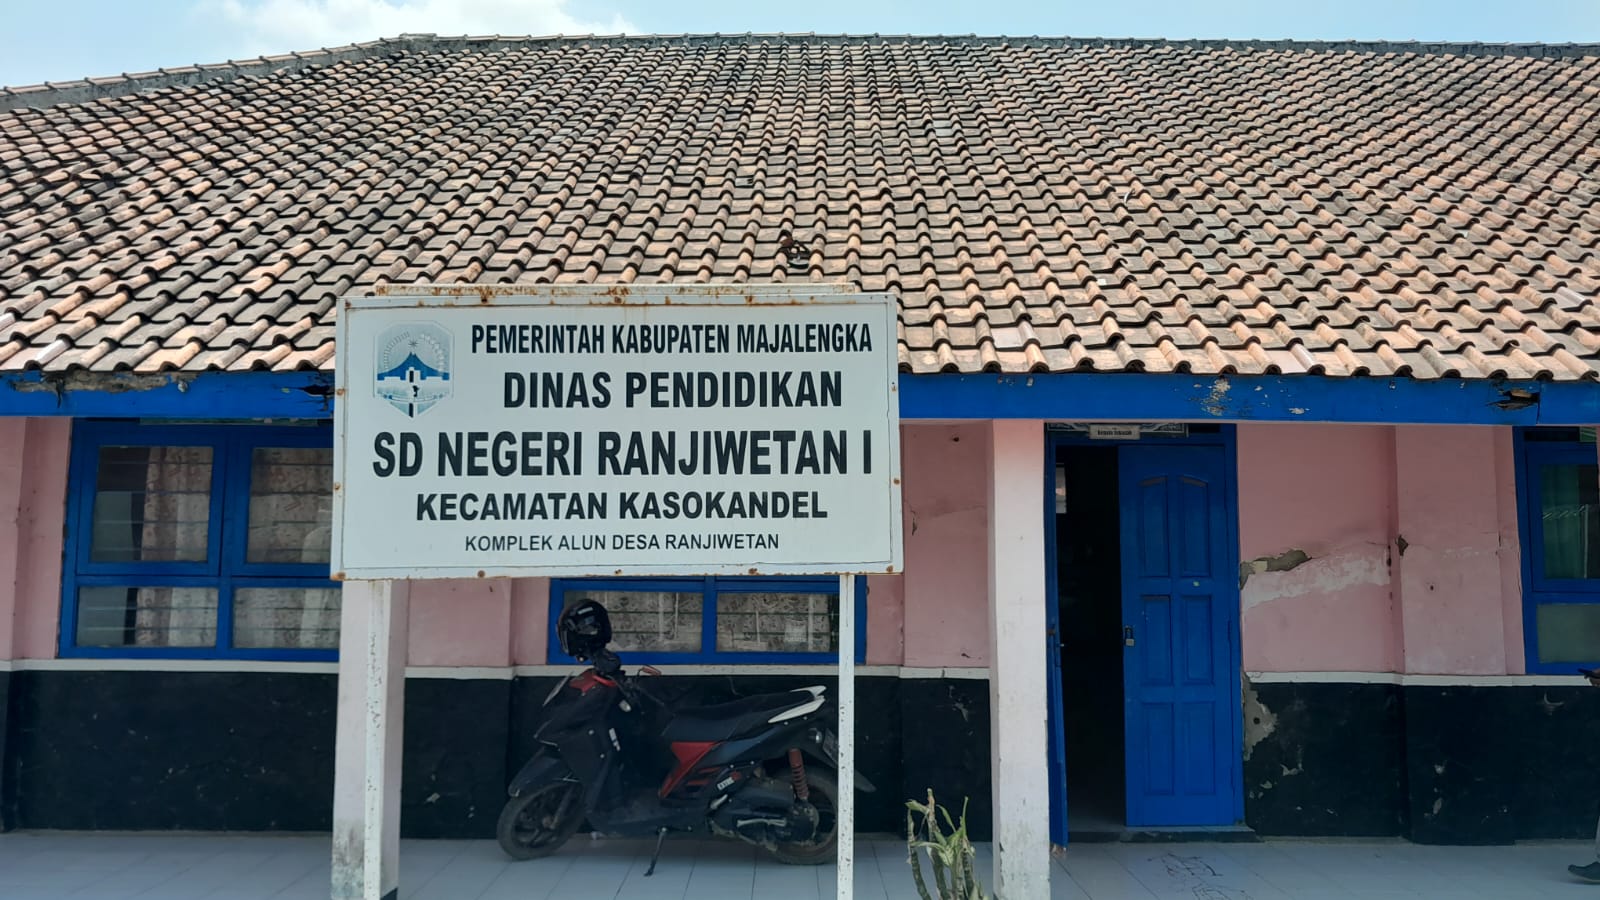 PEMERINTAH KABUPATEN MAJALENGKA
DINAS PENDIDIKAN
SD NEGERI RANJIWETAN I
KECAMATAN KASOKANDEL
KOMPLEK ALUN DESA RANJIWETAN